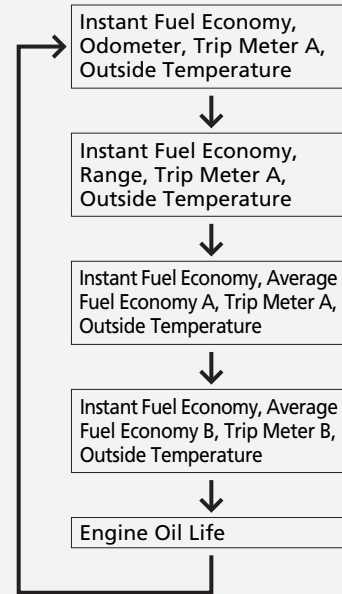 Instant Fuel Economy,
Odometer, Trip Meter A,
Outside Temperature
Instant Fuel Economy,
Range, Trip Meter A,
Outside Temperature
Instant Fuel Economy, Average
Fuel Economy A, Trip Meter A,
Outside Temperature
Instant Fuel Economy, Average
Fuel Economy B, Trip Meter B,
Outside Temperature
Engine Oil Life